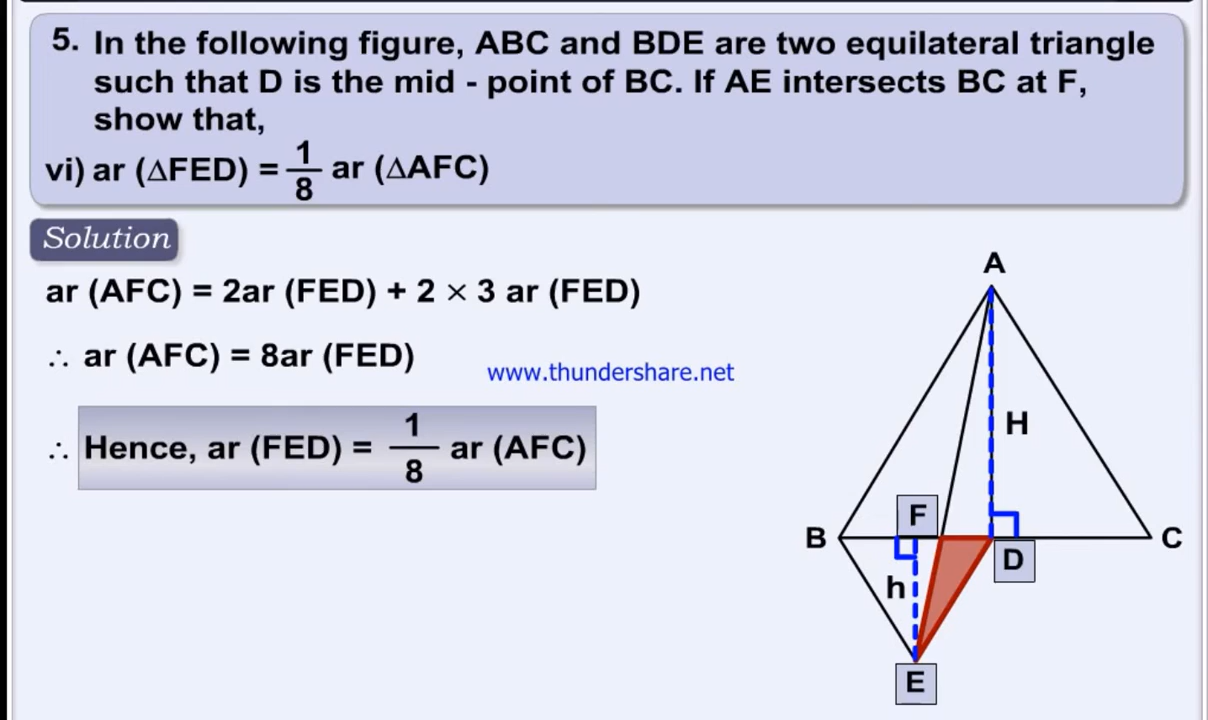 5. In the following figure, ABC and BDE are two equilateral triangle
such that D is the mid - point of BC. If AE intersects BC at F,
show that,
vi) ar (∆FED) = 1/8 ar (∆AFC)
Solution
ar (AFC) = 2ar (FED) + 2 × 3 ar (FED)
∴ ar (AFC) = 8ar (FED)
www.thundershare.net
∴ Hence, ar (FED) = 1/8 ar (AFC)
A
H
F
B
C
D
h
E